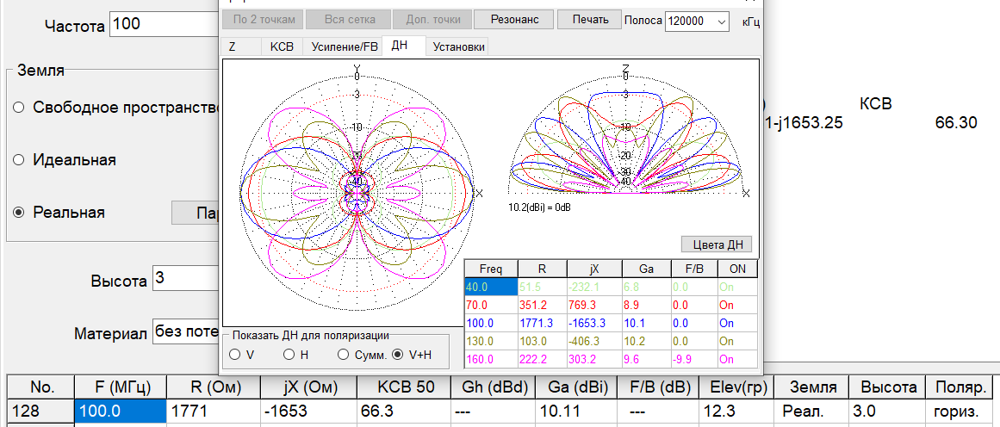 По 2 точкам Вся сетка Доп. точки Резонанс Печать Полоса 120000 кГц
Частота 100
Z КСВ Усиление/FB ДН Установки
Земля
Свободное пространство
Идеальная
Реальная
Высота 3
Материал
Y
0
-3
-10
-40
X
Z
0
-3
-10
-20
-30
-40
X
10.2(dBi) = 0dB
Цвета ДН
КСВ
1-j1653.25 66.30
Freq R jX Ga F/B ON
40.0 51.5 -232.1 6.8 0.0 On
70.0 351.2 769.3 8.9 0.0 On
100.0 1771.3 -1653.3 10.1 0.0 On
130.0 103.0 -406.3 10.2 0.0 On
160.0 222.2 303.2 9.6 -9.9 On
Показать ДН для поляризации
V H Сумм. V+H
No. F (МГц) R (Ом) jX (Ом) КСВ 50 Gh (dBd) Ga (dBi) F/B (dB) Elev(гр) Земля Высота Поляр.
128 100.0 1771 -1653 66.3 --- 10.11 --- 12.3 Реал. 3.0 гориз.